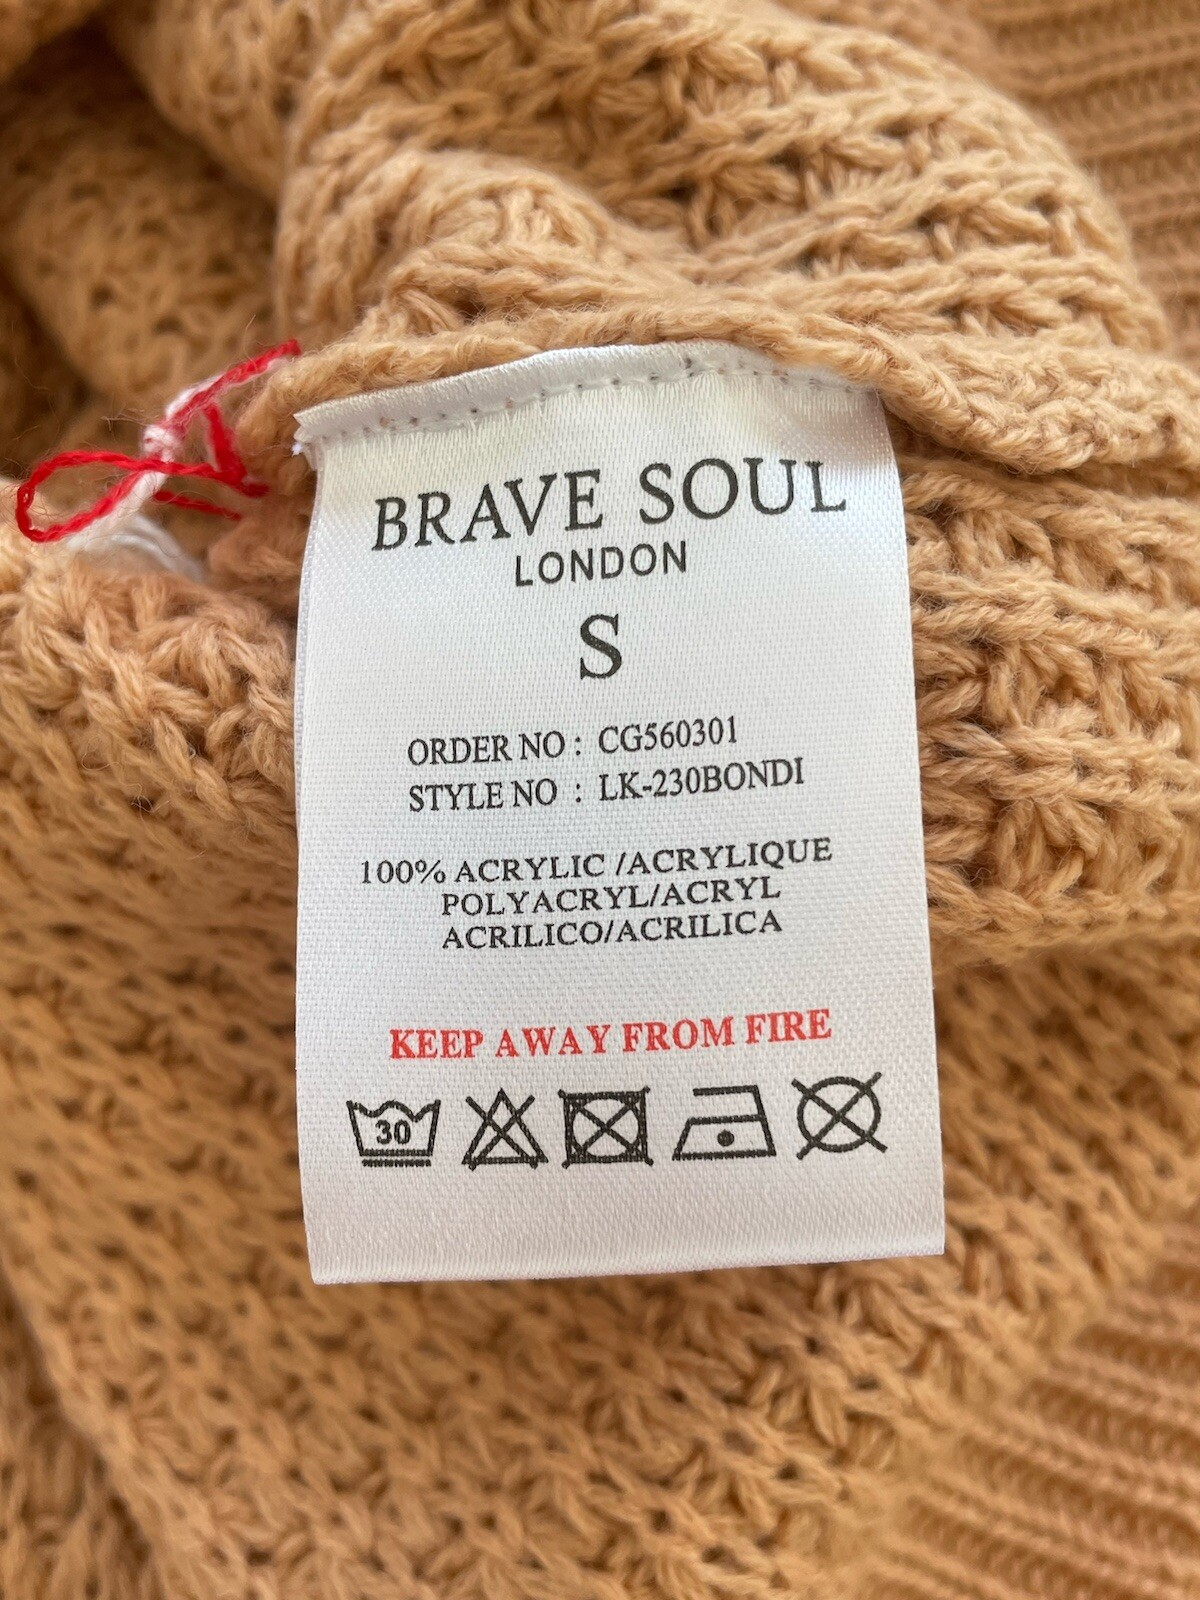 BRAVE SOUL
LONDON
S
ORDER NO : CG560301
STYLE NO : LK-230BONDI
100% ACRYLIC /ACRYLIQUE
POLYACRYL/ACRYL
ACRILICO/ACRILICA
KEEP AWAY FROM FIRE
30